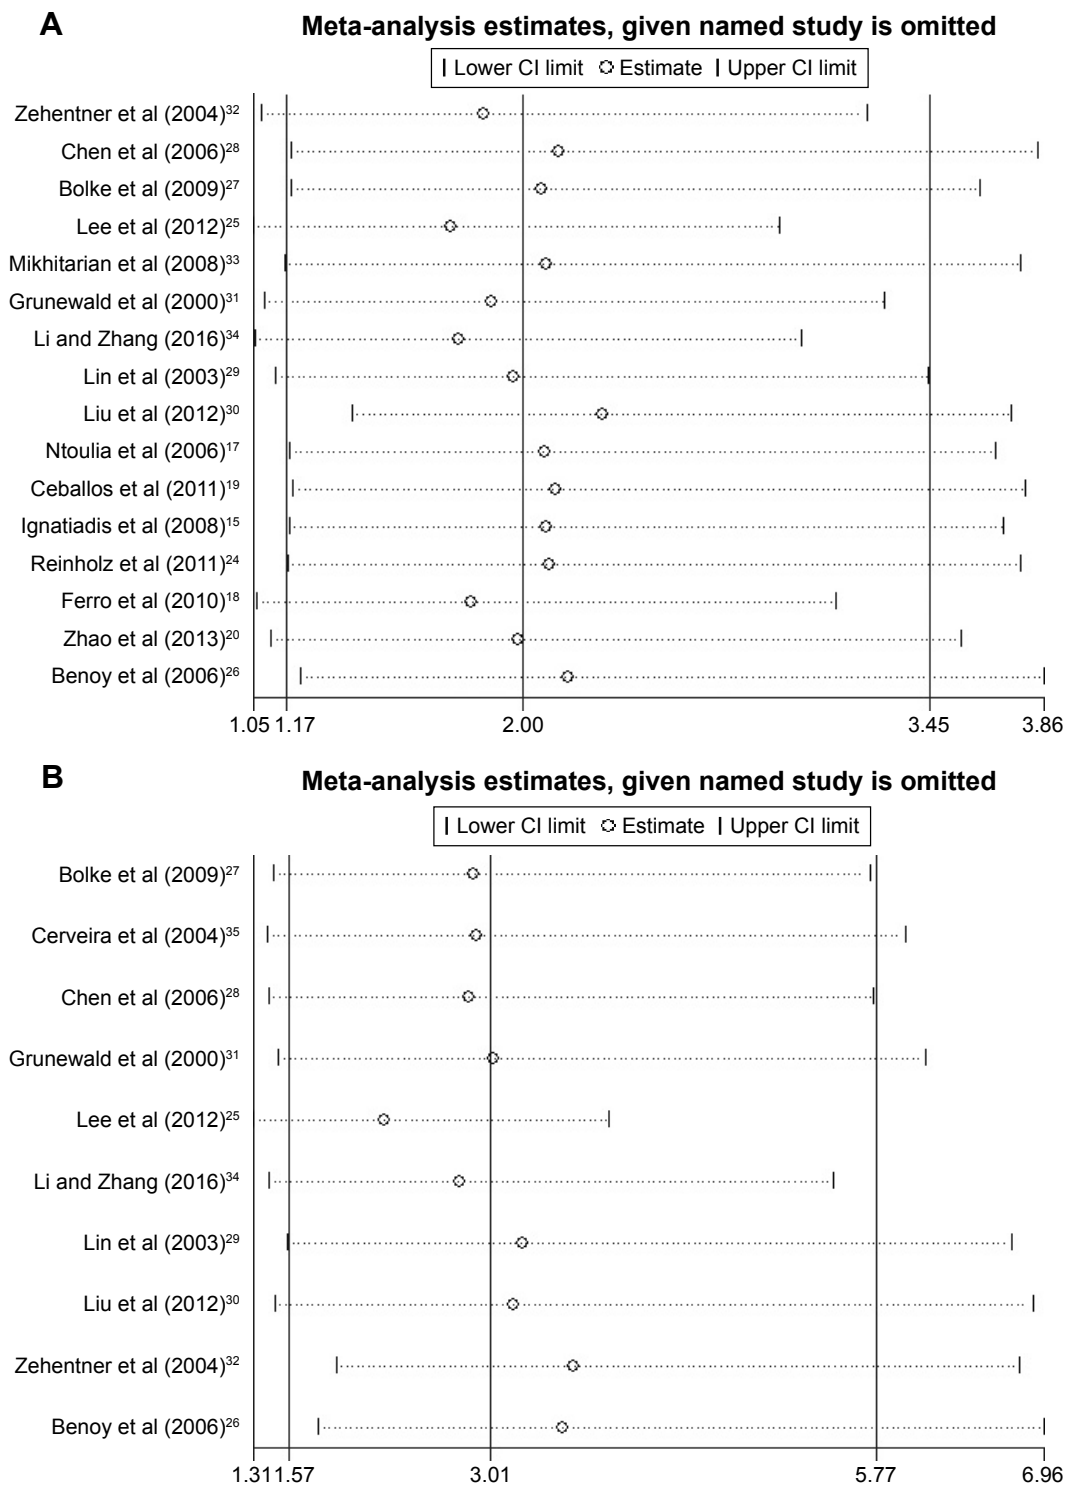 A
Meta-analysis estimates, given named study is omitted
Lower CI limit Estimate Upper CI limit
Zehentner et al (2004)32
Chen et al (2006)28
Bolke et al (2009)27
Lee et al (2012)25
Mikhitarian et al (2008)33
Grunewald et al (2000)31
Li and Zhang (2016)34
Lin et al (2003)29
Liu et al (2012)30
Ntoulia et al (2006)17
Ceballos et al (2011)19
Ignatiadis et al (2008)15
Reinholz et al (2011)24
Ferro et al (2010)18
Zhao et al (2013)20
Benoy et al (2006)26
1.05 1.17 2.00 3.45 3.86
B
Meta-analysis estimates, given named study is omitted
Lower CI limit Estimate Upper CI limit
Bolke et al (2009)27
Cerveira et al (2004)35
Chen et al (2006)28
Grunewald et al (2000)31
Lee et al (2012)25
Li and Zhang (2016)34
Lin et al (2003)29
Liu et al (2012)30
Zehentner et al (2004)32
Benoy et al (2006)26
1.31 1.57 3.01 5.77 6.96